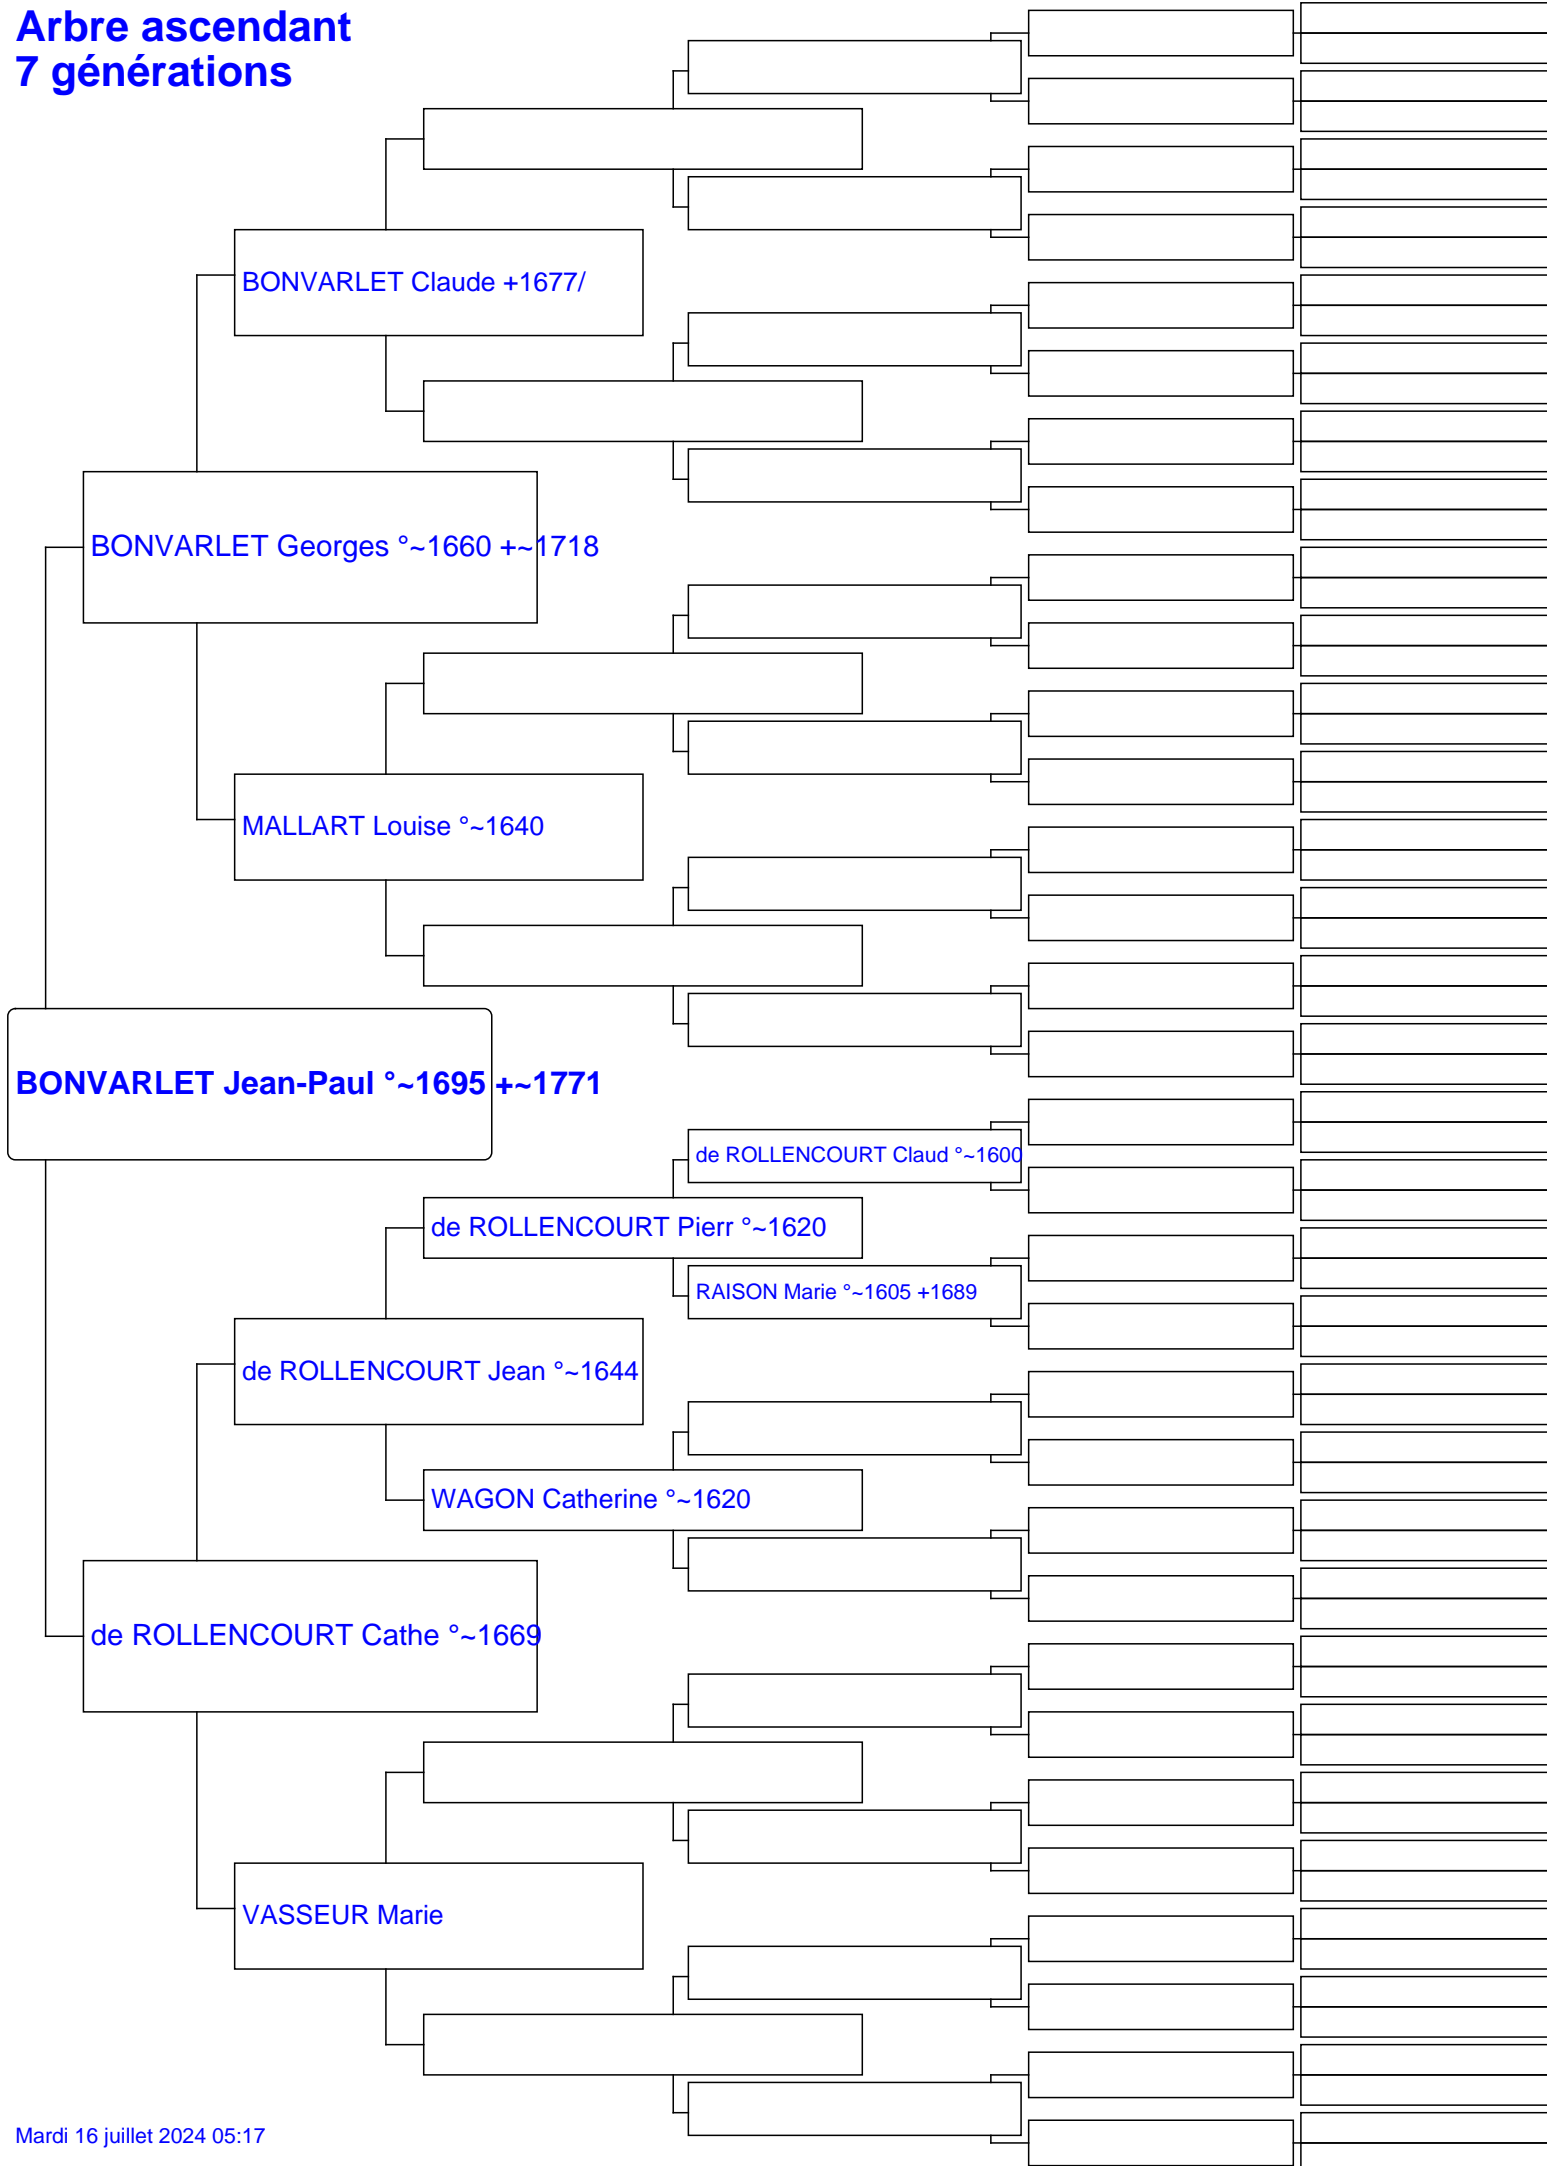 Arbre ascendant
7 générations
BONVARLET Claude +1677/
BONVARLET Georges °~1660 +~1718
MALLART Louise °~1640
BONVARLET Jean-Paul °~1695 +~1771
de ROLLENCOURT Claud °~1600
de ROLLENCOURT Pierr °~1620
RAISON Marie °~1605 +1689
de ROLLENCOURT Jean °~1644
WAGON Catherine °~1620
de ROLLENCOURT Cathe °~1669
VASSEUR Marie
Mardi 16 juillet 2024 05:17